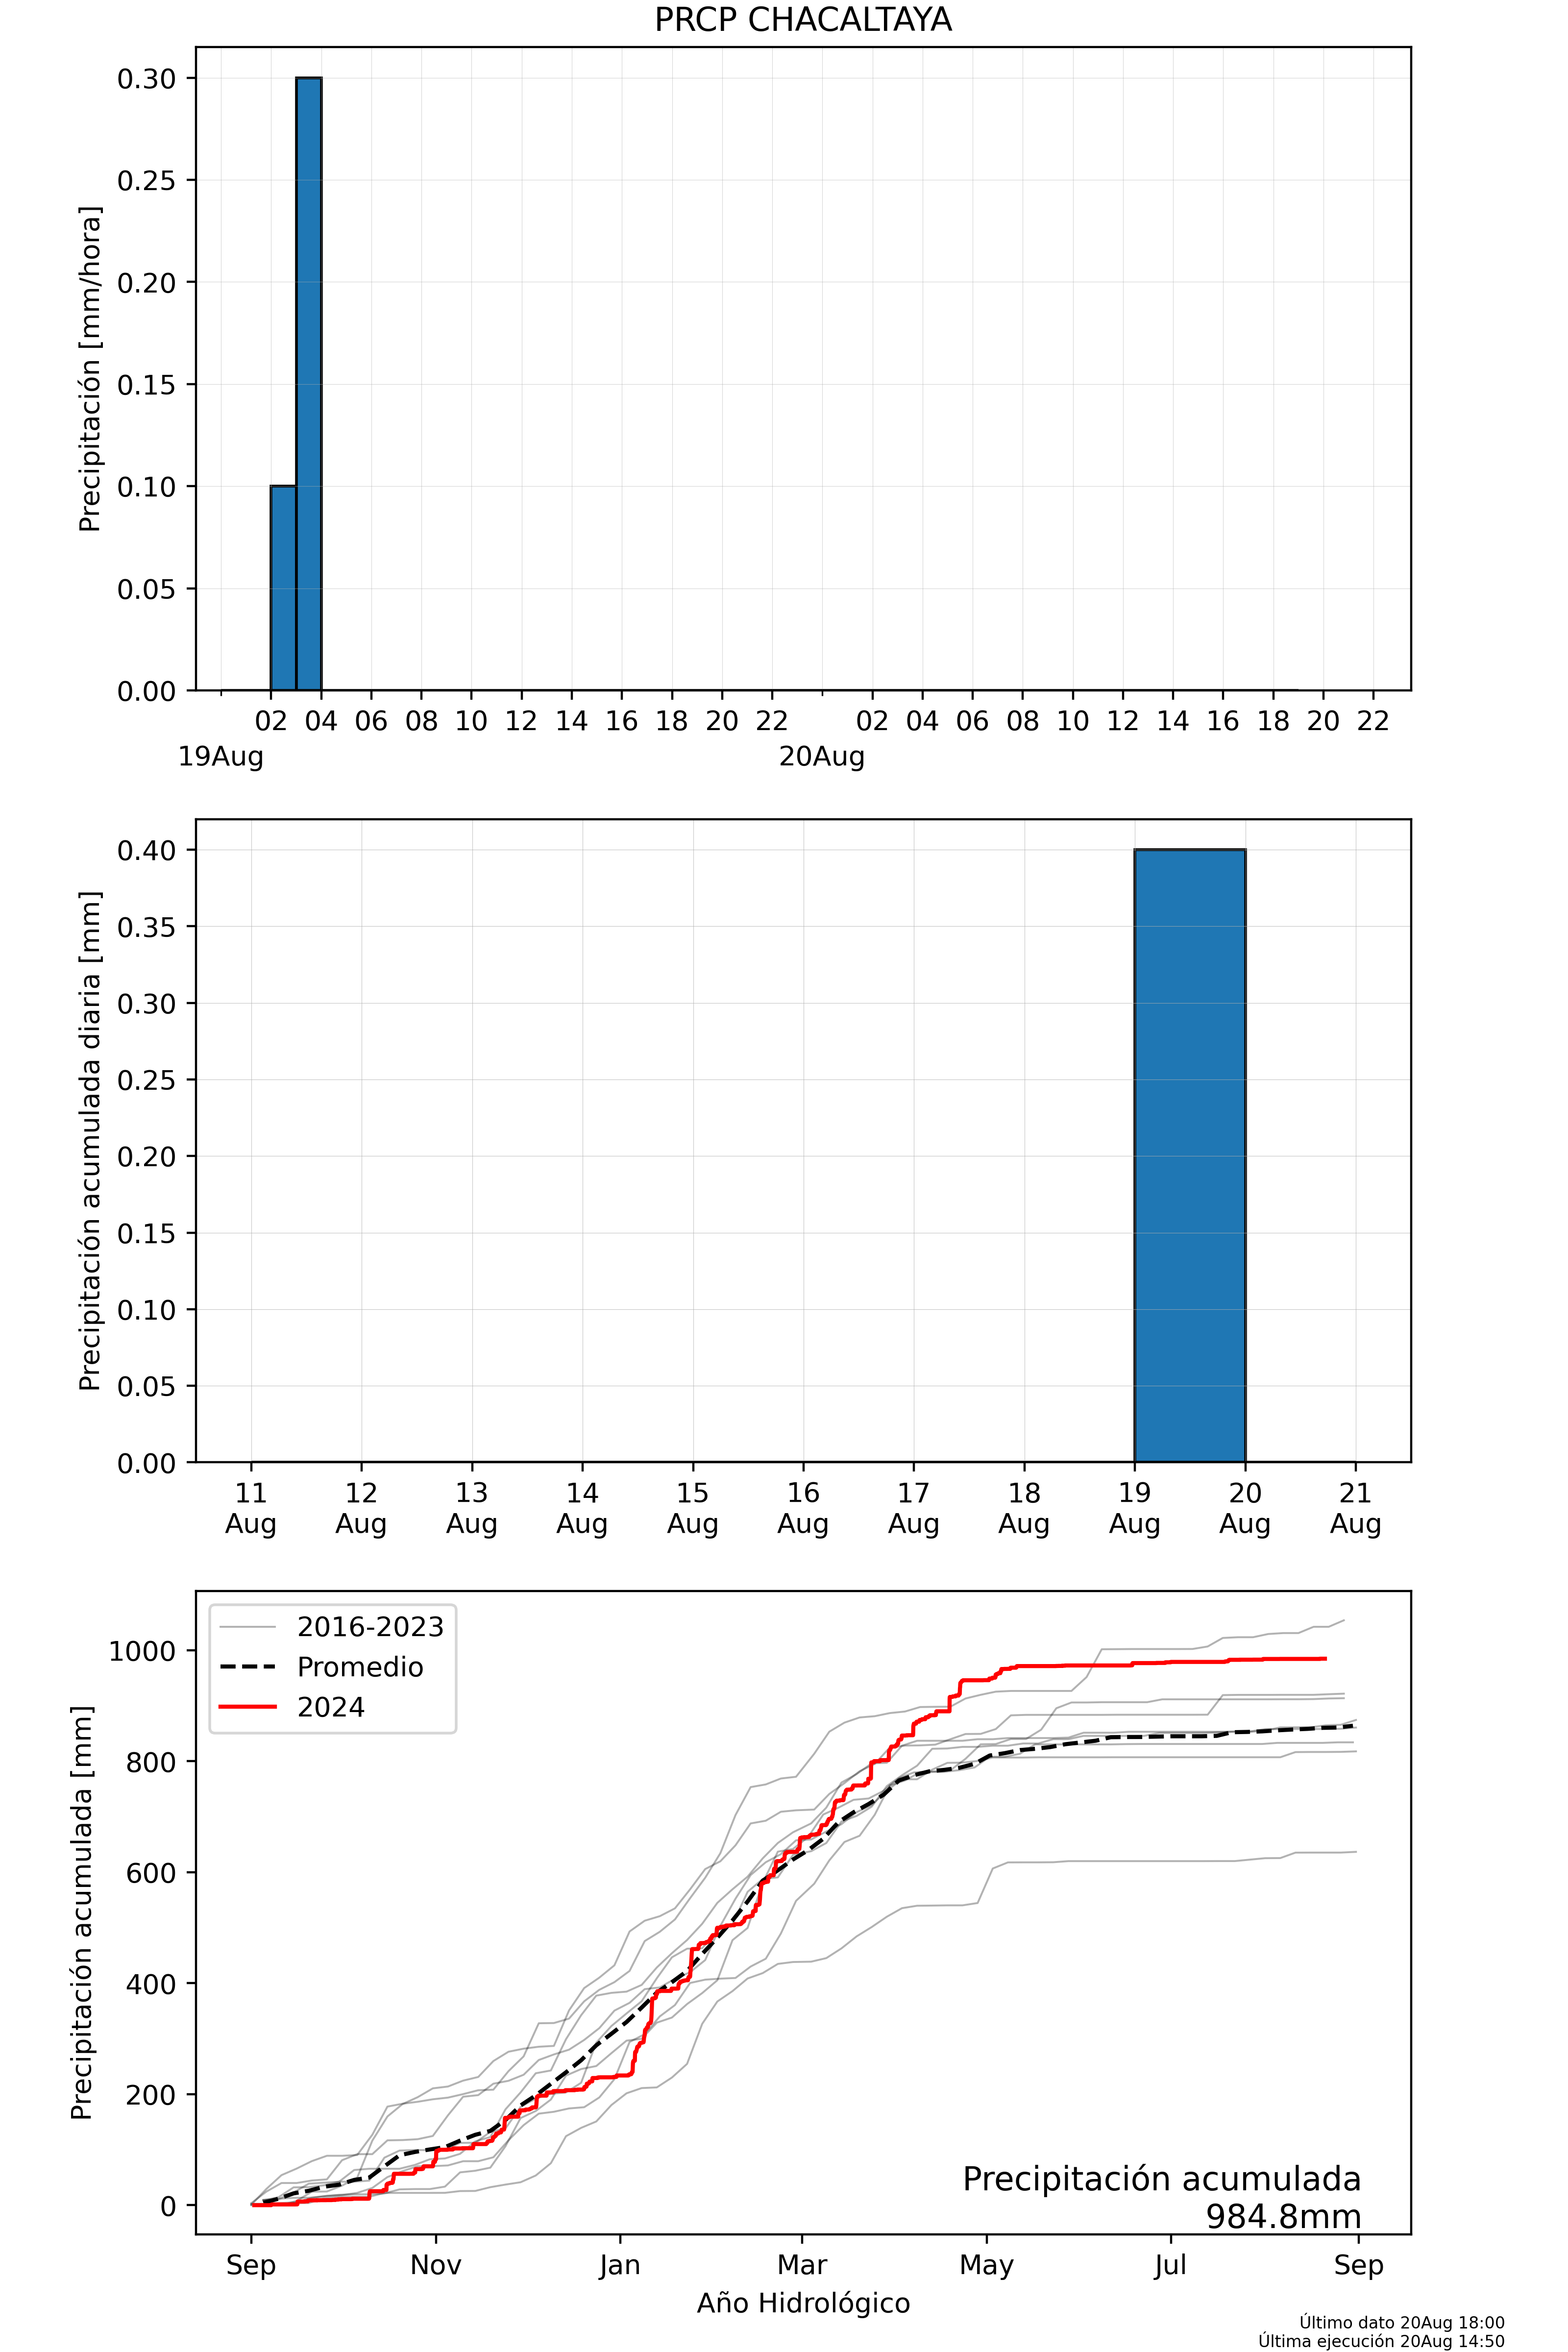 PRCP CHACALTAYA
Precipitación [mm/hora]
0.30
0.25
0.20
0.15
0.10
0.05
0.00
02 04 06 08 10 12 14 16 18 20 22 02 04 06 08 10 12 14 16 18 20 22
19Aug 20Aug
Precipitación acumulada diaria [mm]
0.40
0.35
0.30
0.25
0.20
0.15
0.10
0.05
0.00
11 12 13 14 15 16 17 18 19 20 21
Aug Aug Aug Aug Aug Aug Aug Aug Aug Aug Aug
Precipitación acumulada [mm]
1000
800
600
400
200
0
2016-2023
Promedio
2024
Precipitación acumulada
984.8mm
Sep Nov Jan Mar May Jul Sep
Año Hidrológico
Último dato 20Aug 18:00
Última ejecución 20Aug 14:50